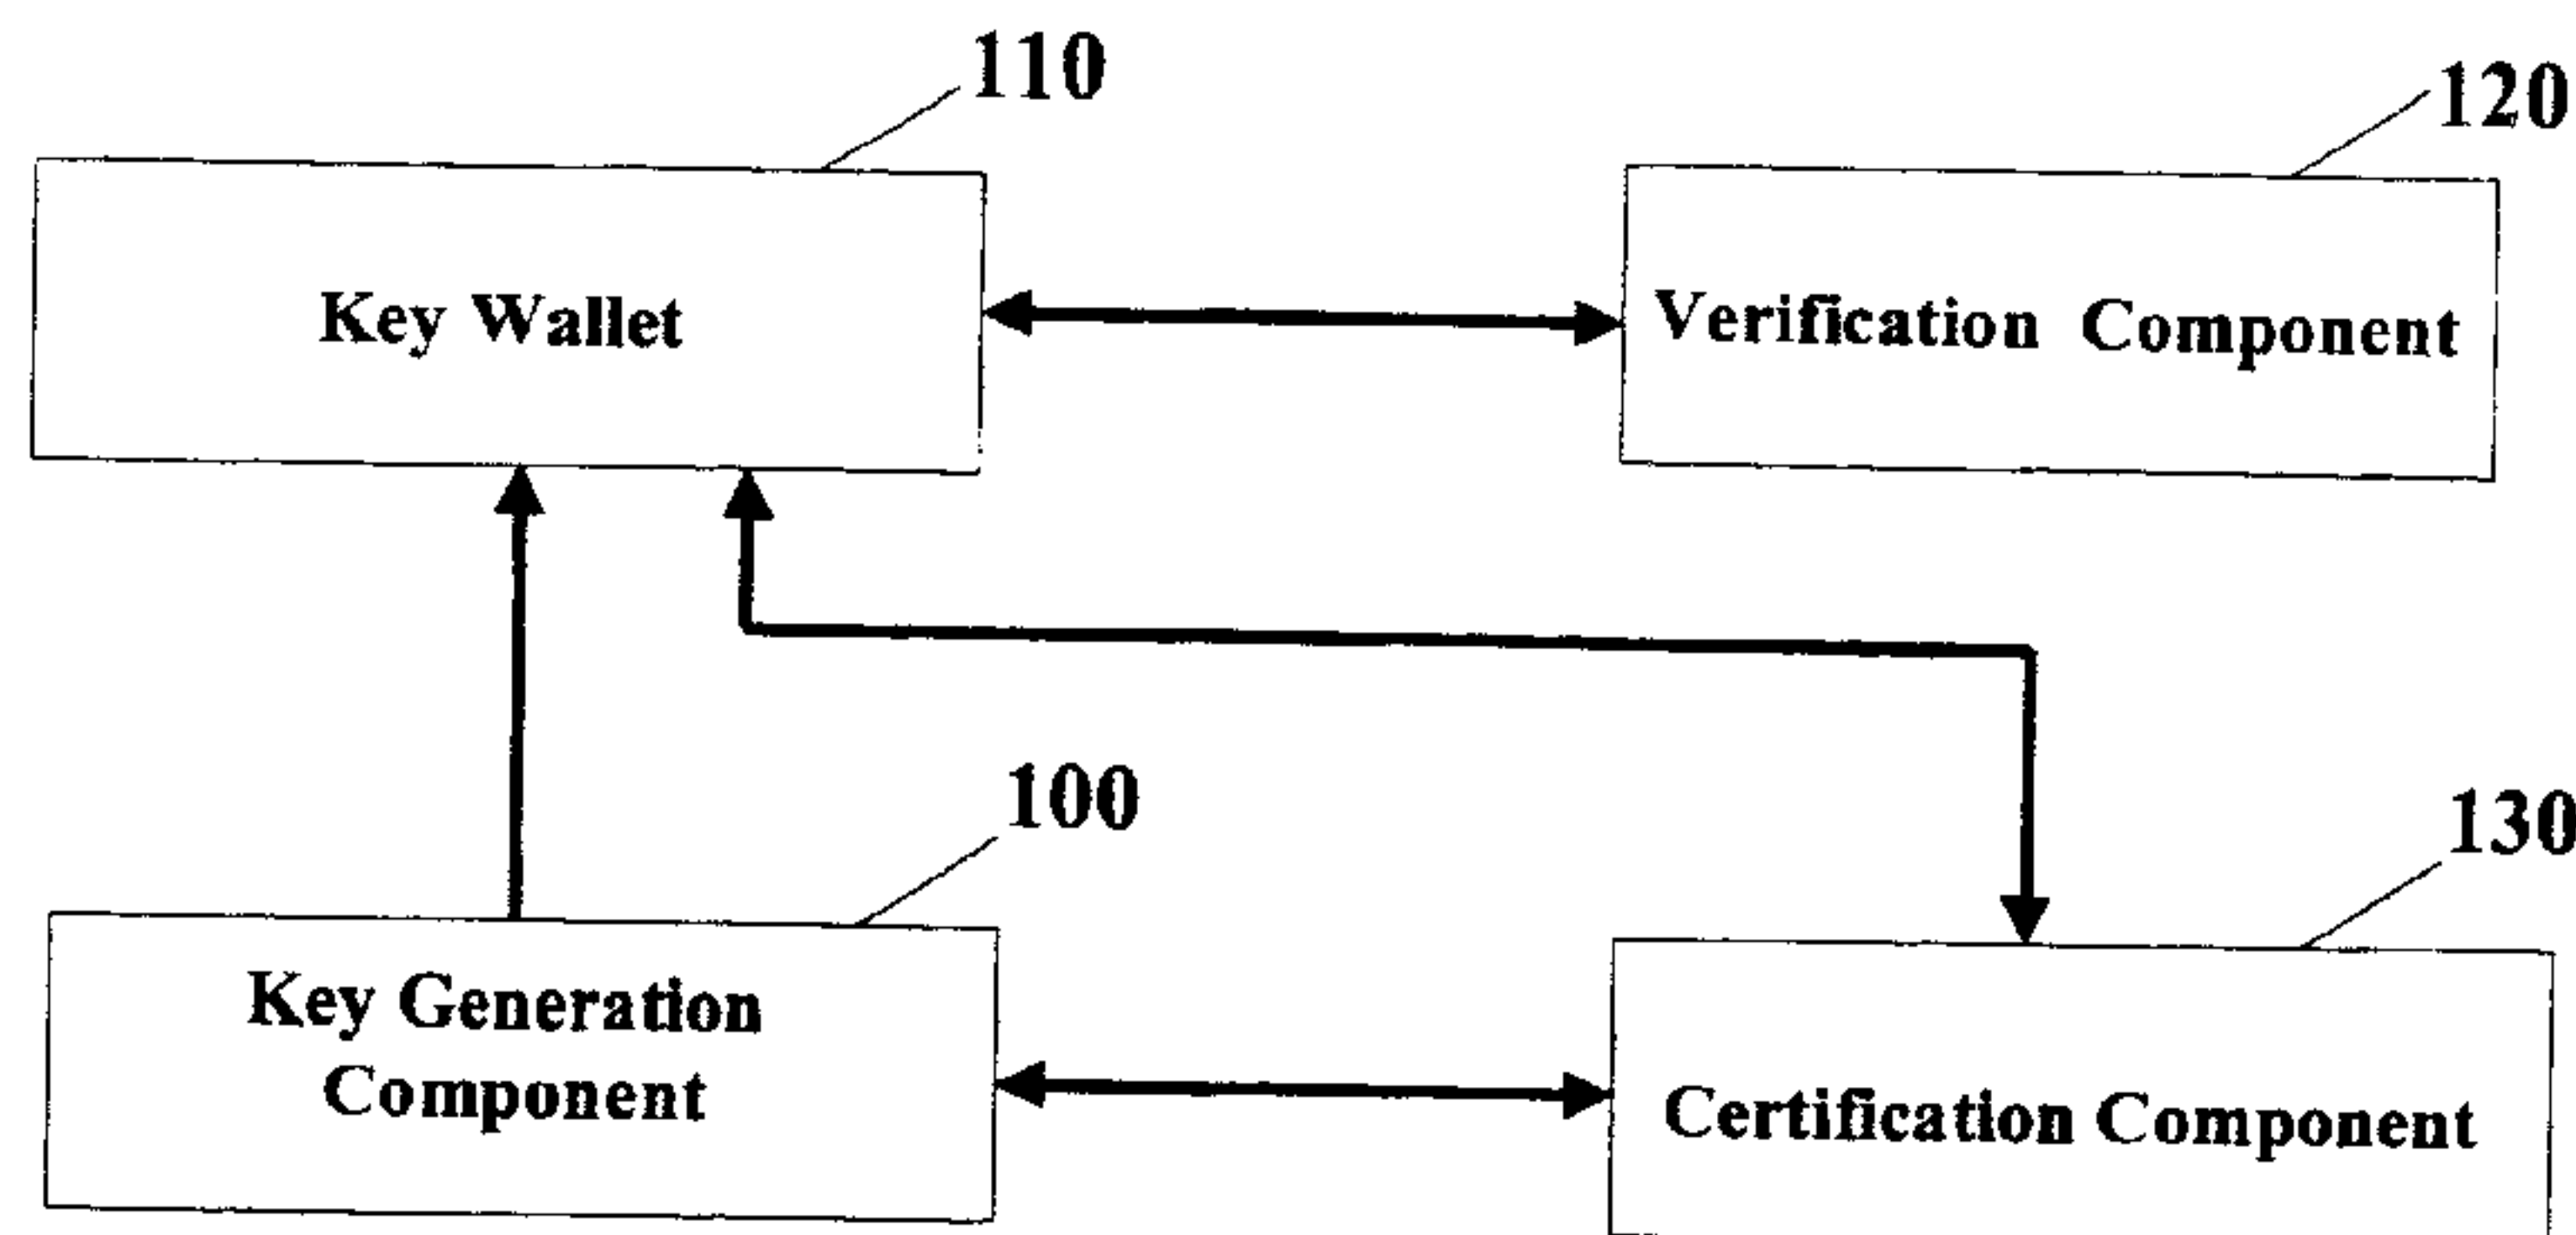 110
120
Key Wallet
Verification Component
100
130
Key Generation
Component
Certification Component